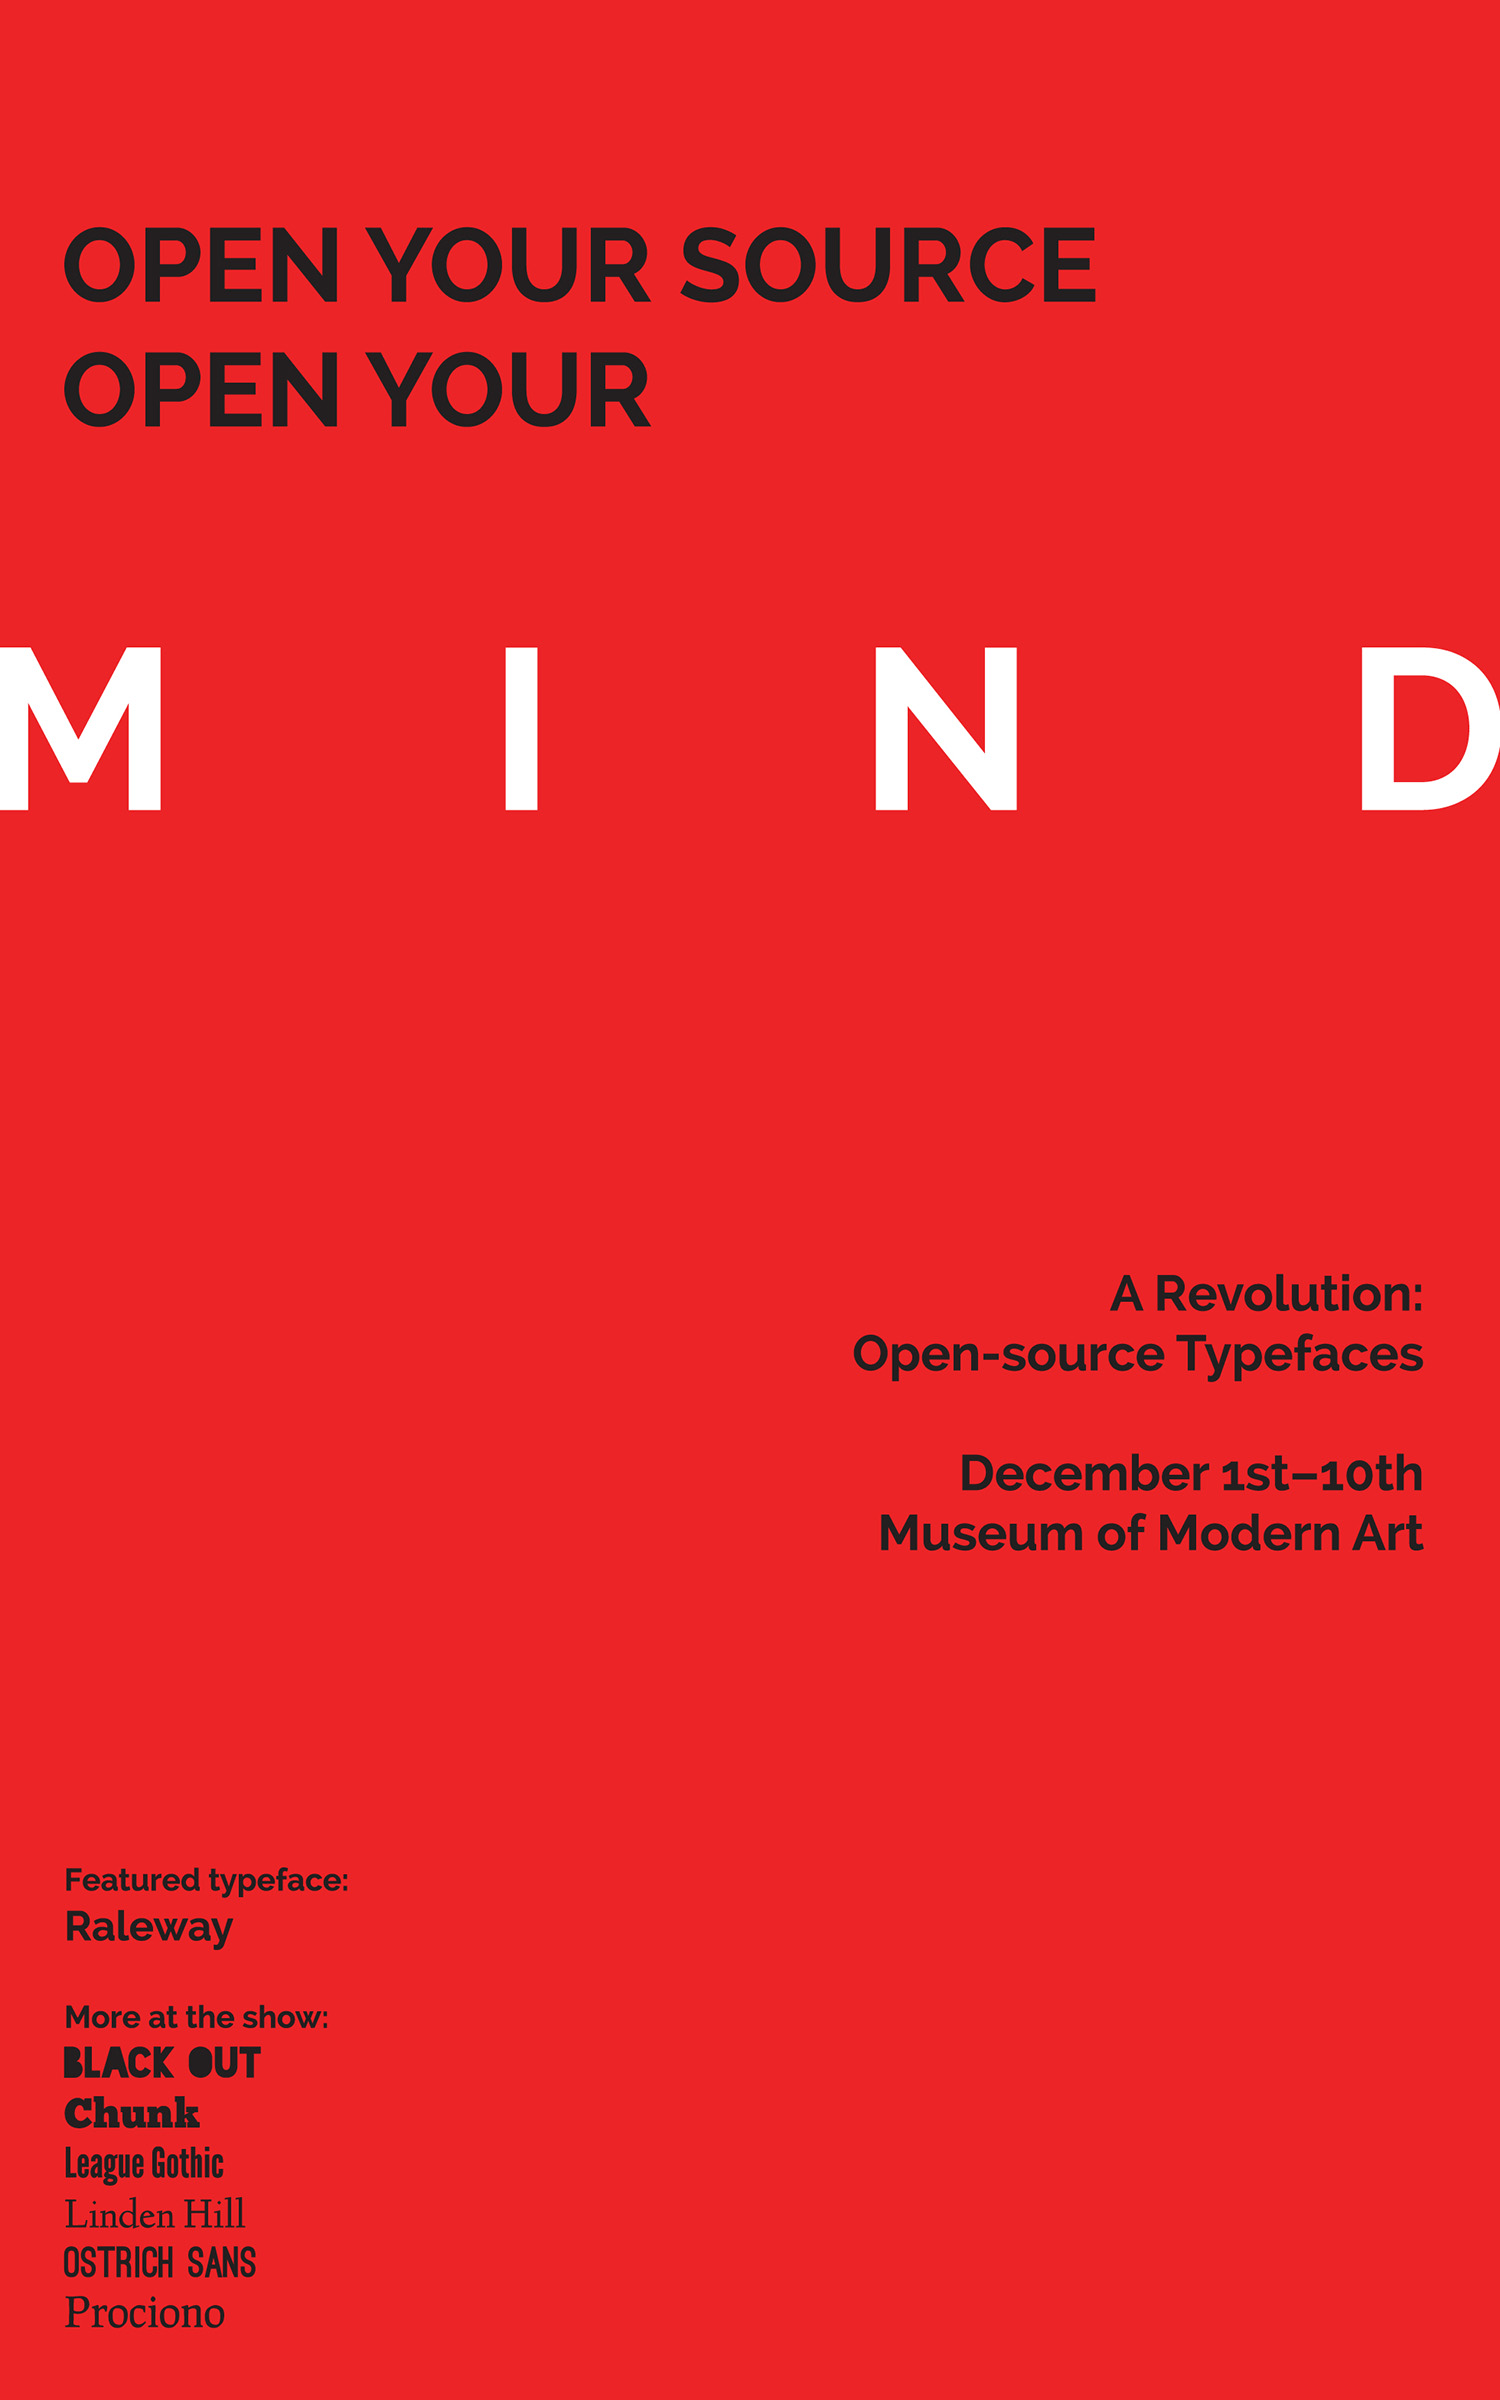 OPEN YOUR SOURCE
OPEN YOUR
MIND
A Revolution:
Open-source Typefaces
December 1st–10th
Museum of Modern Art
Featured typeface:
Raleway
More at the show:
BLACK OUT
Chunk
League Gothic
Linden Hill
OSTRICH SANS
Prociono